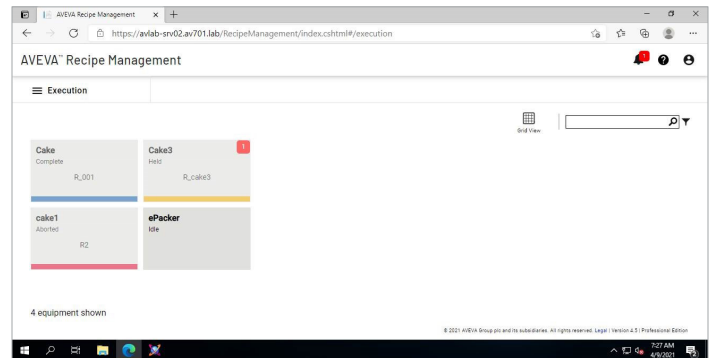 AVEVA Recipe Management
https://avlab-srv02.av701.lab/RecipeManagement/index.cshtml#/execution
AVEVA™ Recipe Management
1
Execution
Grid View
Cake
Complete
R_001
Cake3
1
Held
R_cake3
cake1
Aborted
R2
ePacker
Idle
4 equipment shown
© 2021 AVEVA Group plc and its subsidiaries. All rights reserved. Legal | Version 4.5 | Professional Edition
7:27 AM
4/9/2021
2